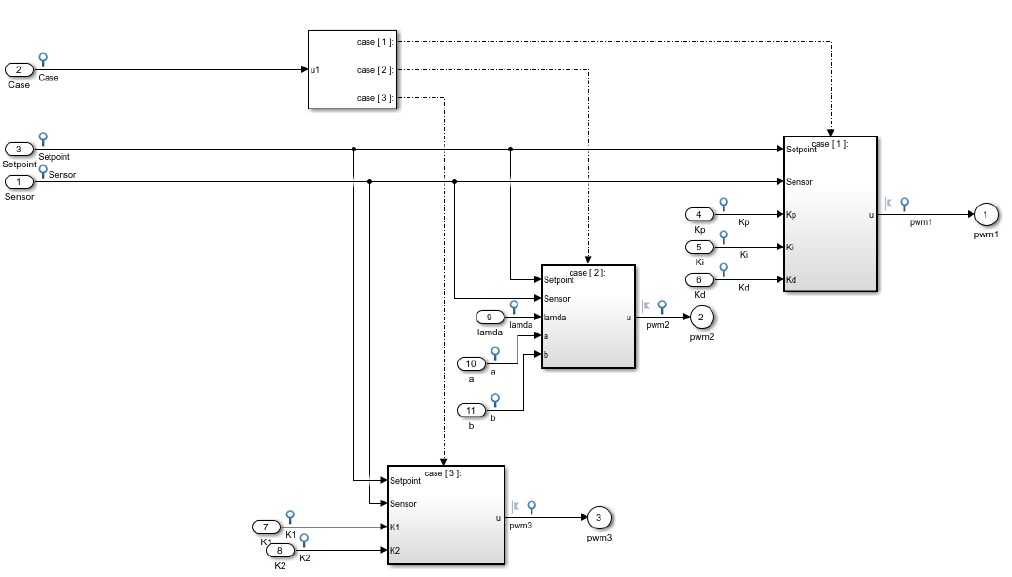 case [ 1 ]:
2
Case
Case
u1
case [ 2 ]:
case [ 3 ]:
3
Setpoint
Setpoint
1
Sensor
Sensor
case [ 1 ]:
Setpoint
Sensor
4
Kp
Kp
Kp
u
pwm1
1
pwm1
5
Ki
Ki
Ki
6
Kd
Kd
Kd
case [ 2 ]:
Setpoint
Sensor
9
lamda
lamda
lamda
u
pwm2
2
pwm2
a
10
a
a
b
11
b
b
case [ 3 ]:
Setpoint
Sensor
7
K1
K1
K1
u
pwm3
3
pwm3
8
K2
K2
K2